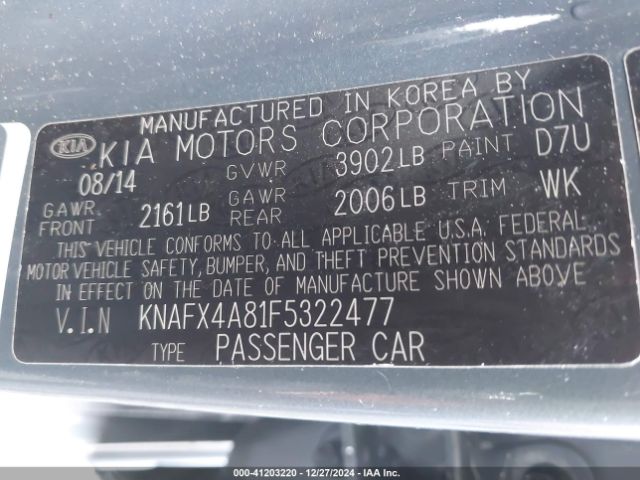 MANUFACTURED IN KOREA BY
KIA KIA MOTORS CORPORATION
08/14 GVWR 3902LB PAINT D7U
GAWR FRONT 2161LB GAWR REAR 2006LB TRIM WK
THIS VEHICLE CONFORMS TO ALL APPLICABLE U.S.A. FEDERAL
MOTOR VEHICLE SAFETY, BUMPER, AND THEFT PREVENTION STANDARDS
IN EFFECT ON THE DATE OF MANUFACTURE SHOWN ABOVE
V.I.N KNAFX4A81F5322477
TYPE PASSENGER CAR
000-41203220 - 12/27/2024 - IAA Inc.